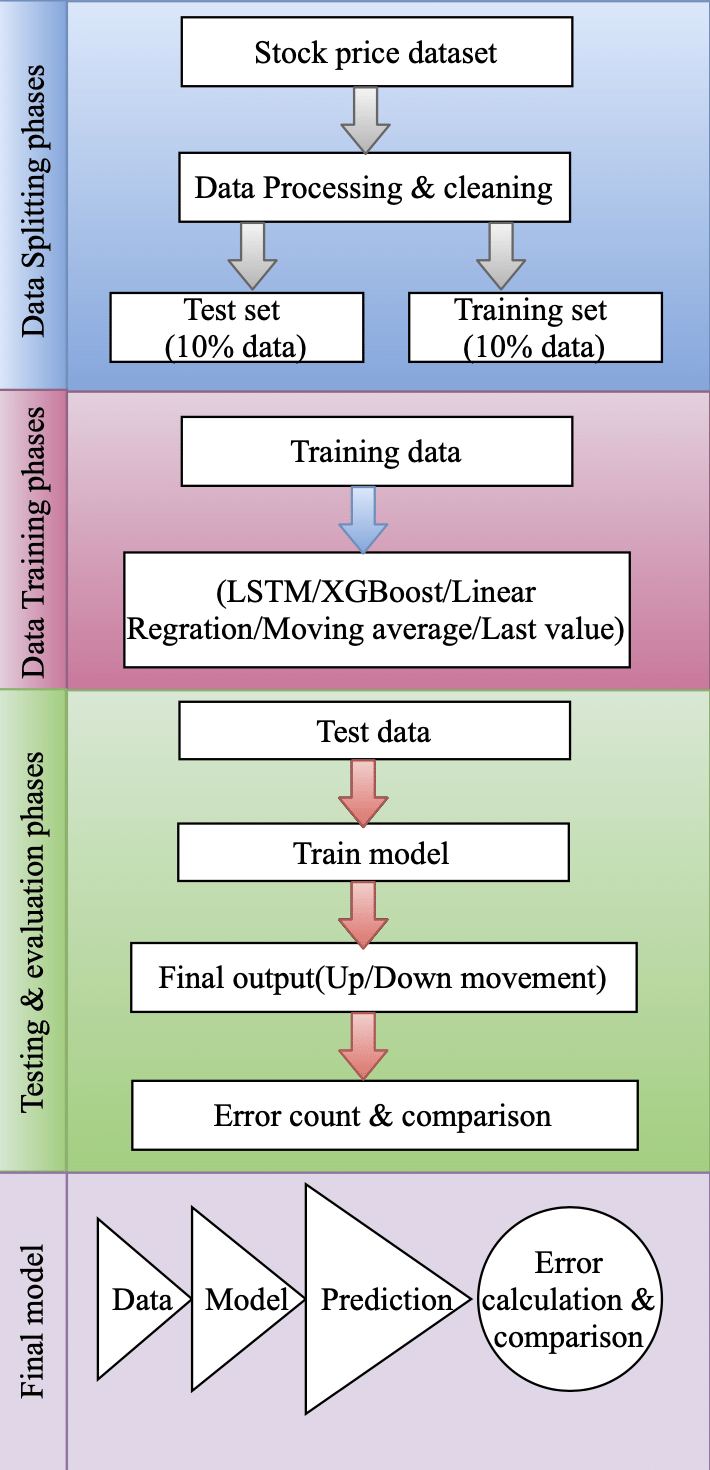 Data Splitting phases
Stock price dataset
Data Processing & cleaning
Test set
(10% data)
Training set
(10% data)
Data Training phases
Training data
(LSTM/XGBoost/Linear
Regration/Moving average/Last value)
Testing & evaluation phases
Test data
Train model
Final output(Up/Down movement)
Error count & comparison
Final model
Data
Model
Prediction
Error
calculation &
comparison